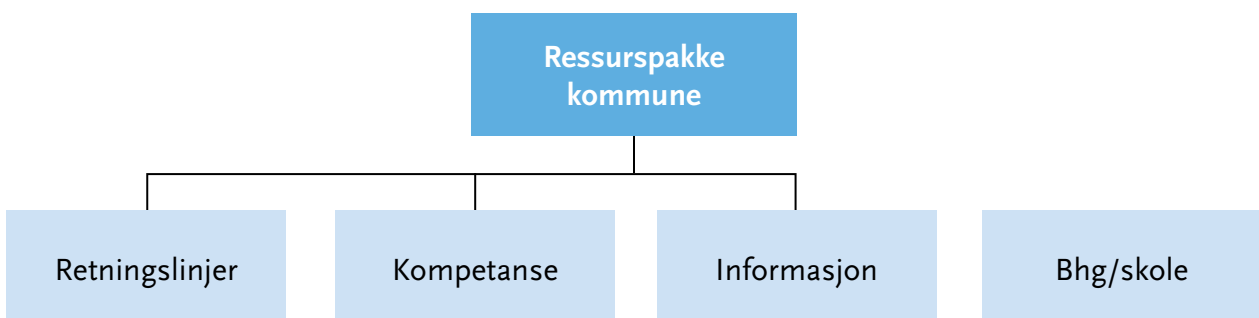 Ressurspakke
kommune
Retningslinjer
Kompetanse
Informasjon
Bhg/skole